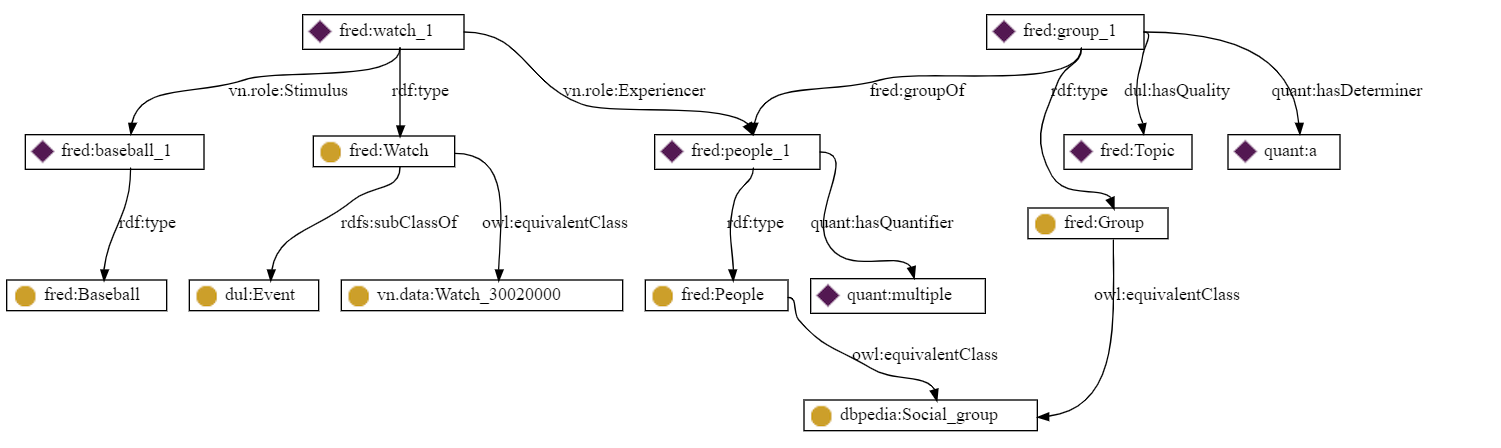 fred:watch_1
fred:group_1
vn.role:Stimulus
rdf:type
vn.role:Experiencer
fred:groupOf
rdf:type
dul:hasQuality
quant:hasDeterminer
fred:baseball_1
fred:Watch
fred:people_1
fred:Topic
quant:a
rdf:type
rdfs:subClassOf
owl:equivalentClass
rdf:type
quant:hasQuantifier
fred:Group
fred:Baseball
dul:Event
vn.data:Watch_30020000
fred:People
quant:multiple
owl:equivalentClass
owl:equivalentClass
dbpedia:Social_group